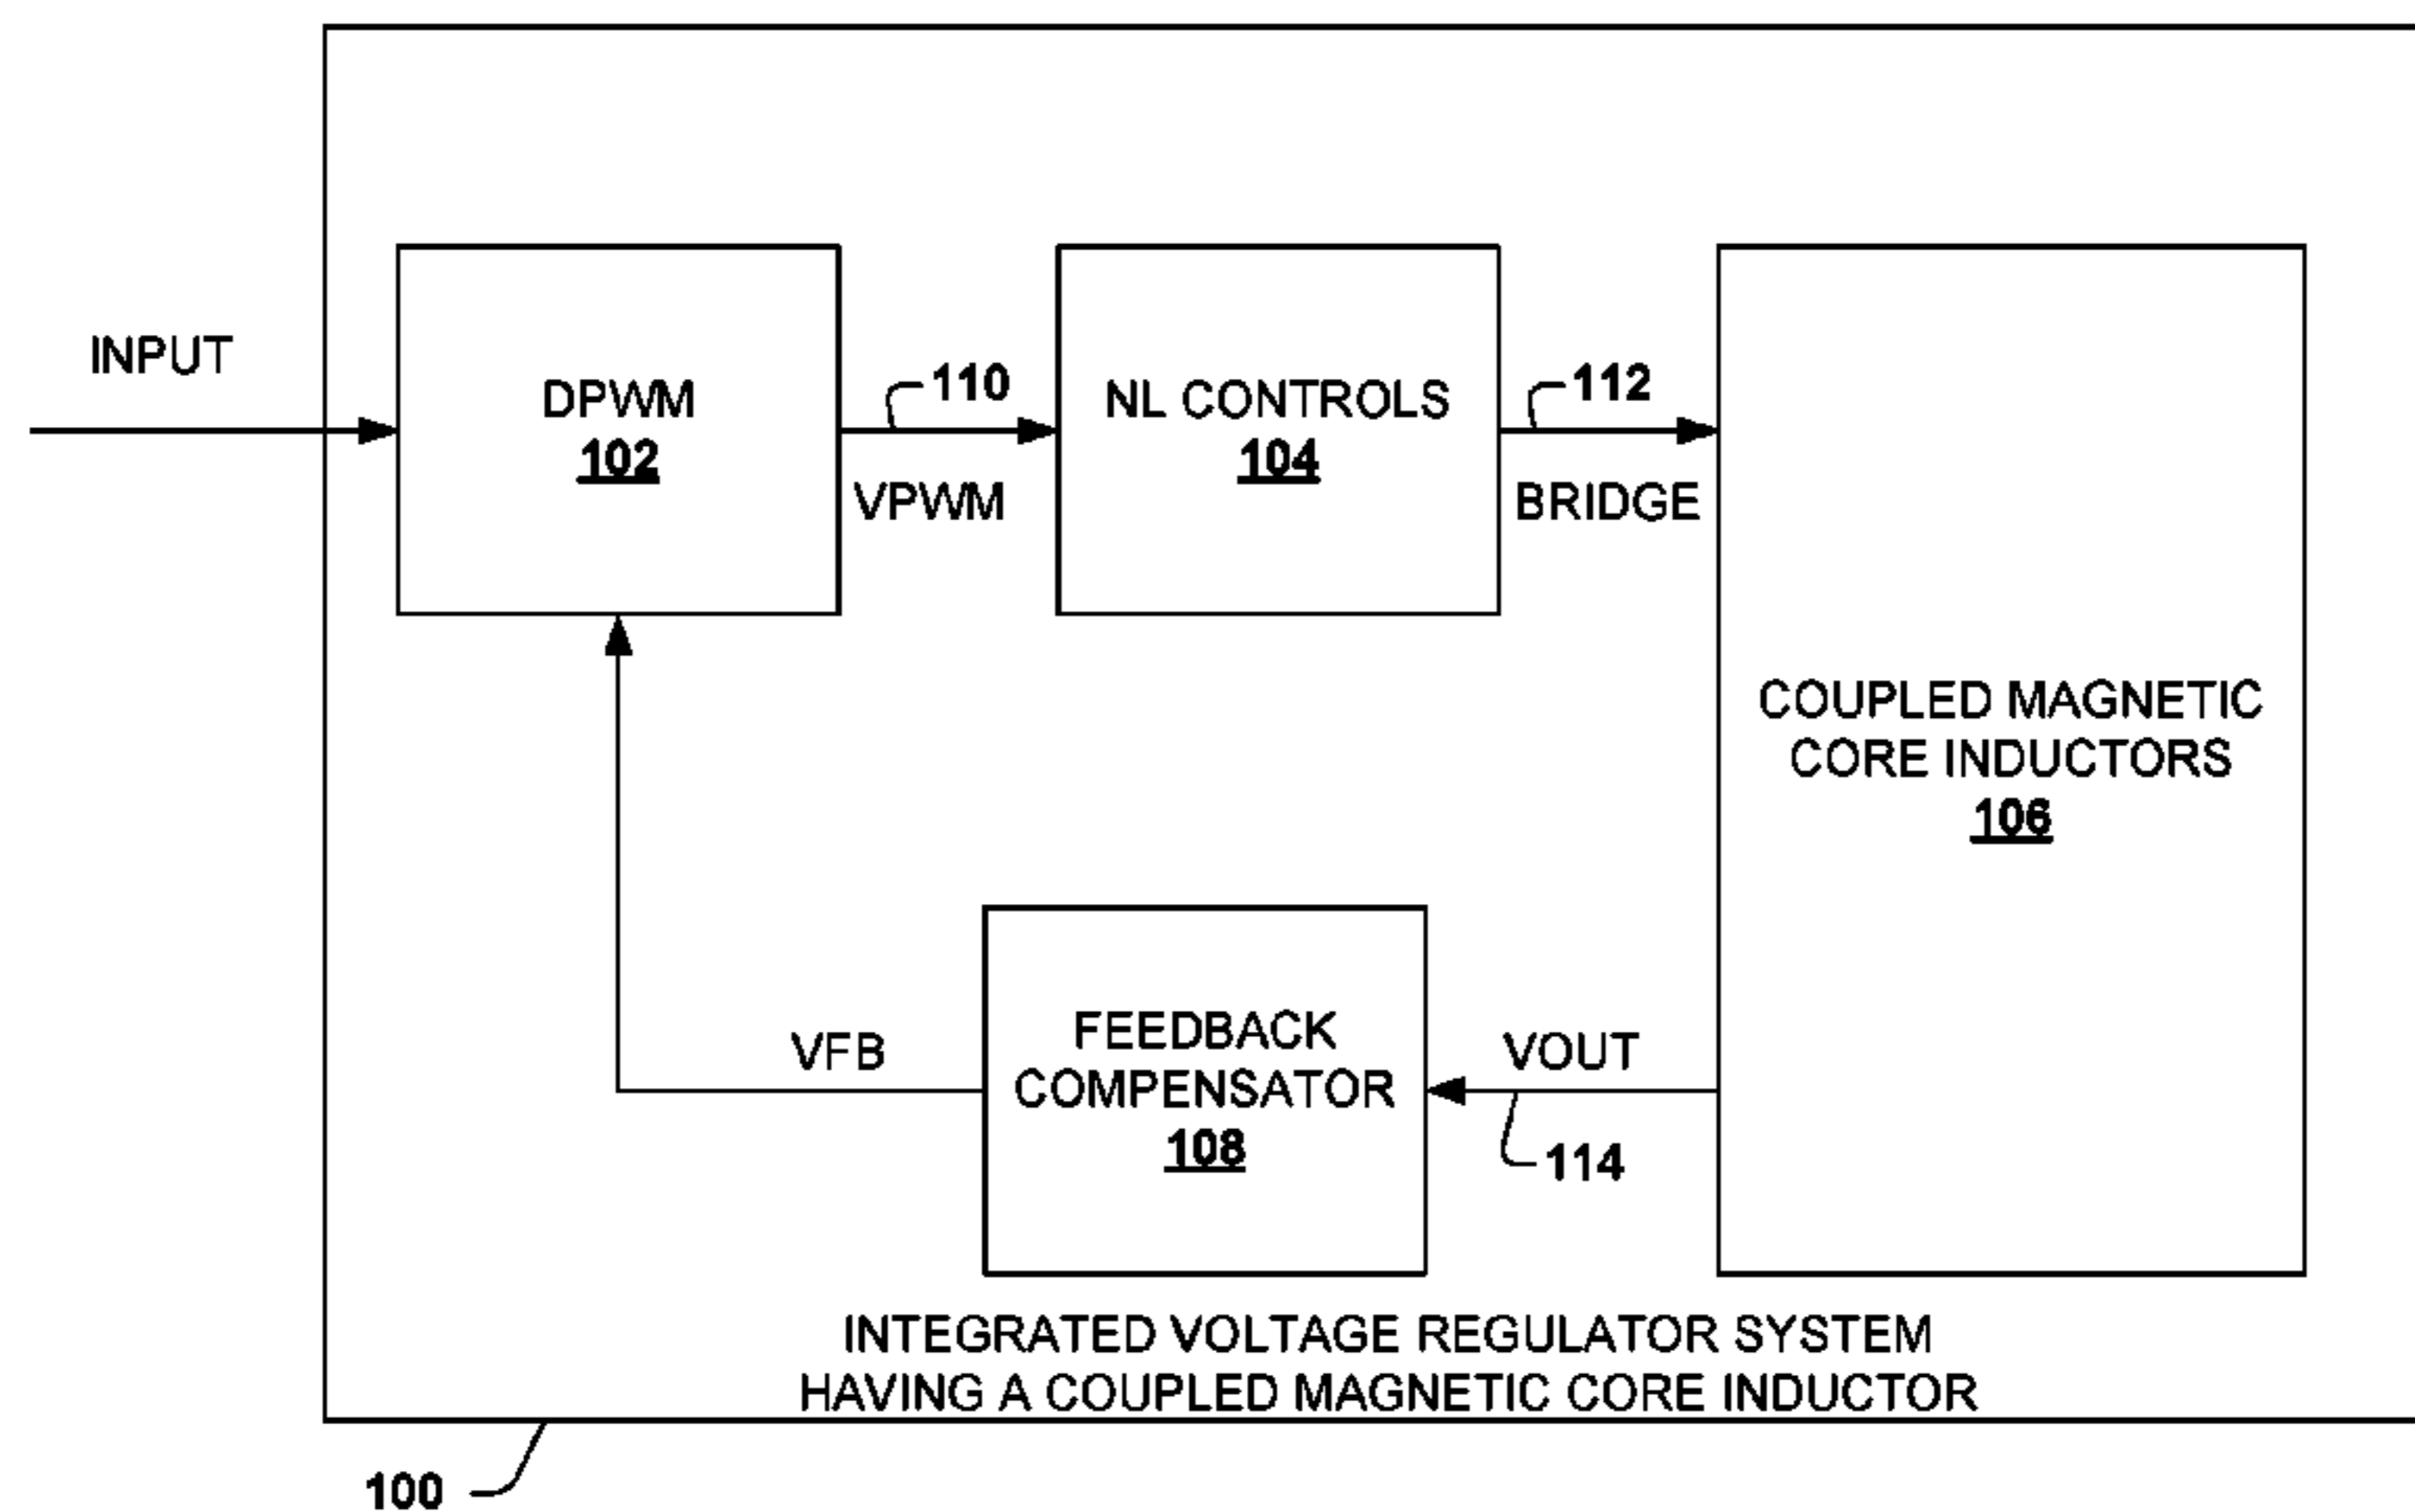 INPUT
DPWM
102
110
VPWM
NL CONTROLS
104
112
BRIDGE
COUPLED MAGNETIC
CORE INDUCTORS
106
VFB
FEEDBACK
COMPENSATOR
108
VOUT
114
INTEGRATED VOLTAGE REGULATOR SYSTEM
HAVING A COUPLED MAGNETIC CORE INDUCTOR
100